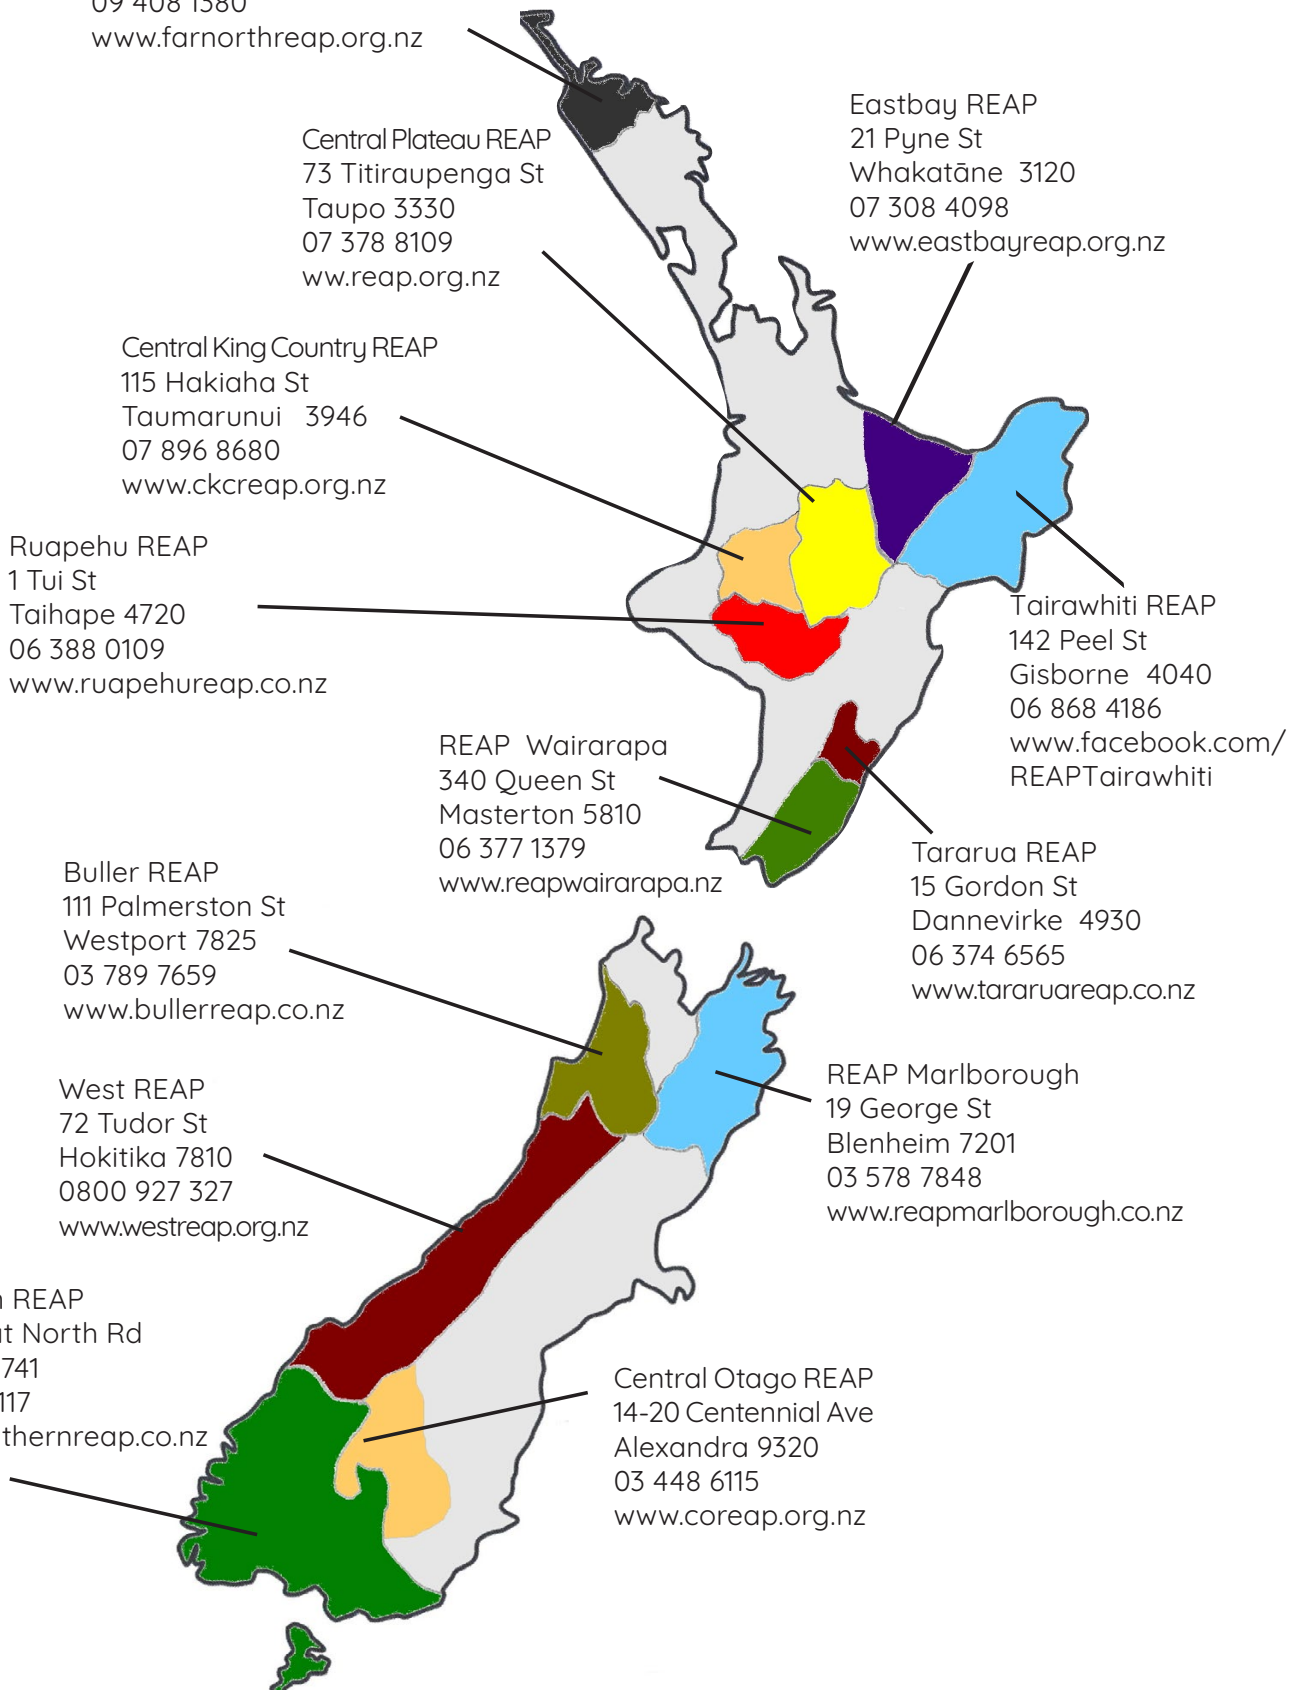 09 408 1380
www.farnorthreap.org.nz
Central Plateau REAP
73 Titiraupenga St
Taupo 3330
07 378 8109
ww.reap.org.nz
Eastbay REAP
21 Pyne St
Whakatāne 3120
07 308 4098
www.eastbayreap.org.nz
Central King Country REAP
115 Hakiaha St
Taumarunui 3946
07 896 8680
www.ckcreap.org.nz
Ruapehu REAP
1 Tui St
Taihape 4720
06 388 0109
www.ruapehureap.co.nz
Tairawhiti REAP
142 Peel St
Gisborne 4040
06 868 4186
www.facebook.com/
REAPTairawhiti
REAP Wairarapa
340 Queen St
Masterton 5810
06 377 1379
www.reapwairarapa.nz
Tararua REAP
15 Gordon St
Dannevirke 4930
06 374 6565
www.tararuareap.co.nz
Buller REAP
111 Palmerston St
Westport 7825
03 789 7659
www.bullerreap.co.nz
REAP Marlborough
19 George St
Blenheim 7201
03 578 7848
www.reapmarlborough.co.nz
West REAP
72 Tudor St
Hokitika 7810
0800 927 327
www.westreap.org.nz
REAP
North Rd
741
117
thernreap.co.nz
Central Otago REAP
14-20 Centennial Ave
Alexandra 9320
03 448 6115
www.coreap.org.nz